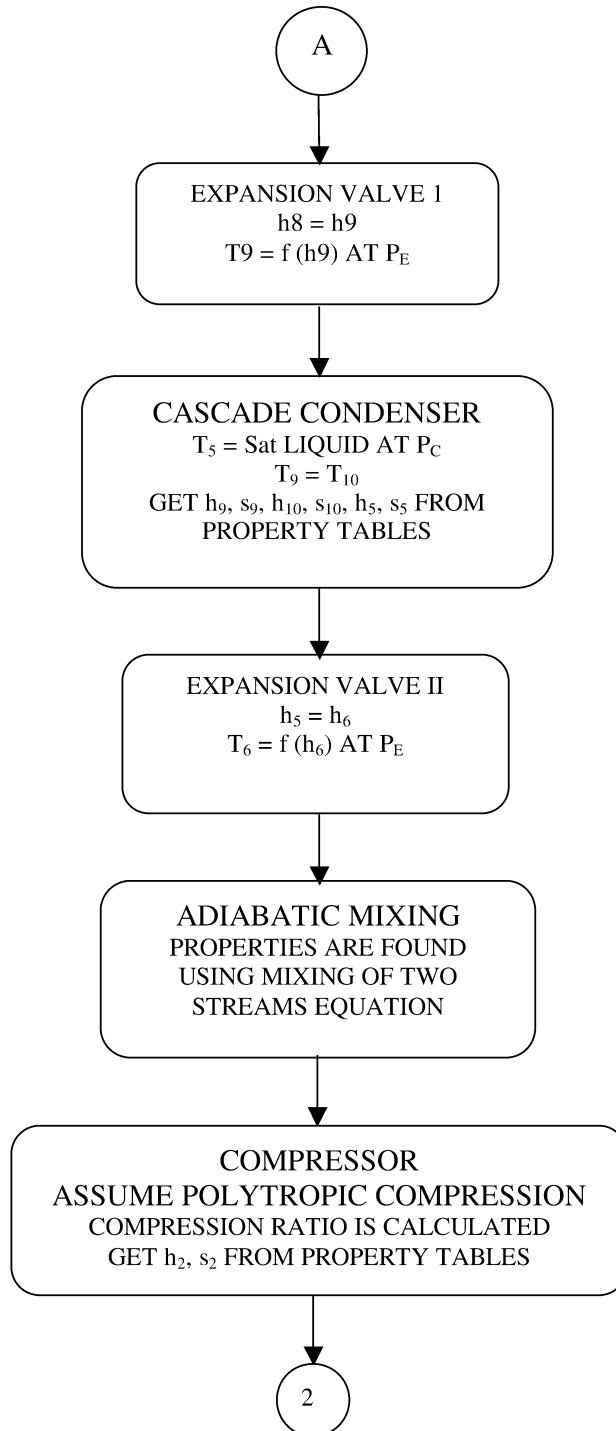 A
EXPANSION VALVE 1
h8 = h9
T9 = f (h9) AT P_E
CASCADE CONDENSER
T₅ = Sat LIQUID AT P_C
T₉ = T₁₀
GET h₉, s₉, h₁₀, s₁₀, h₅, s₅ FROM
PROPERTY TABLES
EXPANSION VALVE II
h₅ = h₆
T₆ = f (h₆) AT P_E
ADIABATIC MIXING
PROPERTIES ARE FOUND
USING MIXING OF TWO
STREAMS EQUATION
COMPRESSOR
ASSUME POLYTROPIC COMPRESSION
COMPRESSION RATIO IS CALCULATED
GET h₂, s₂ FROM PROPERTY TABLES
2